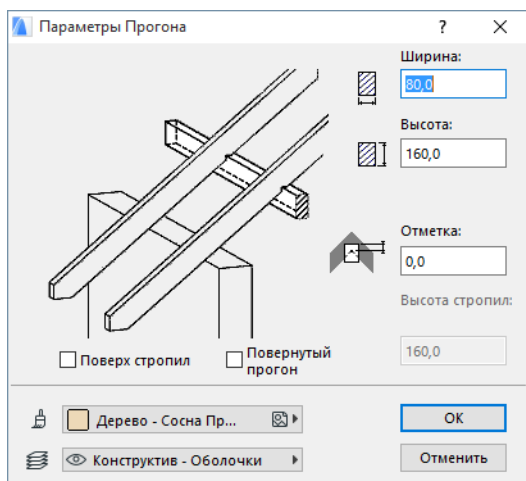 Параметры Прогона
?
Ширина:
80,0
Высота:
160,0
Отметка:
0,0
Высота стропил:
160,0
Поверх стропил
Повернутый
прогон
Дерево - Сосна Пр...
ОК
Конструктив - Оболочки
Отменить